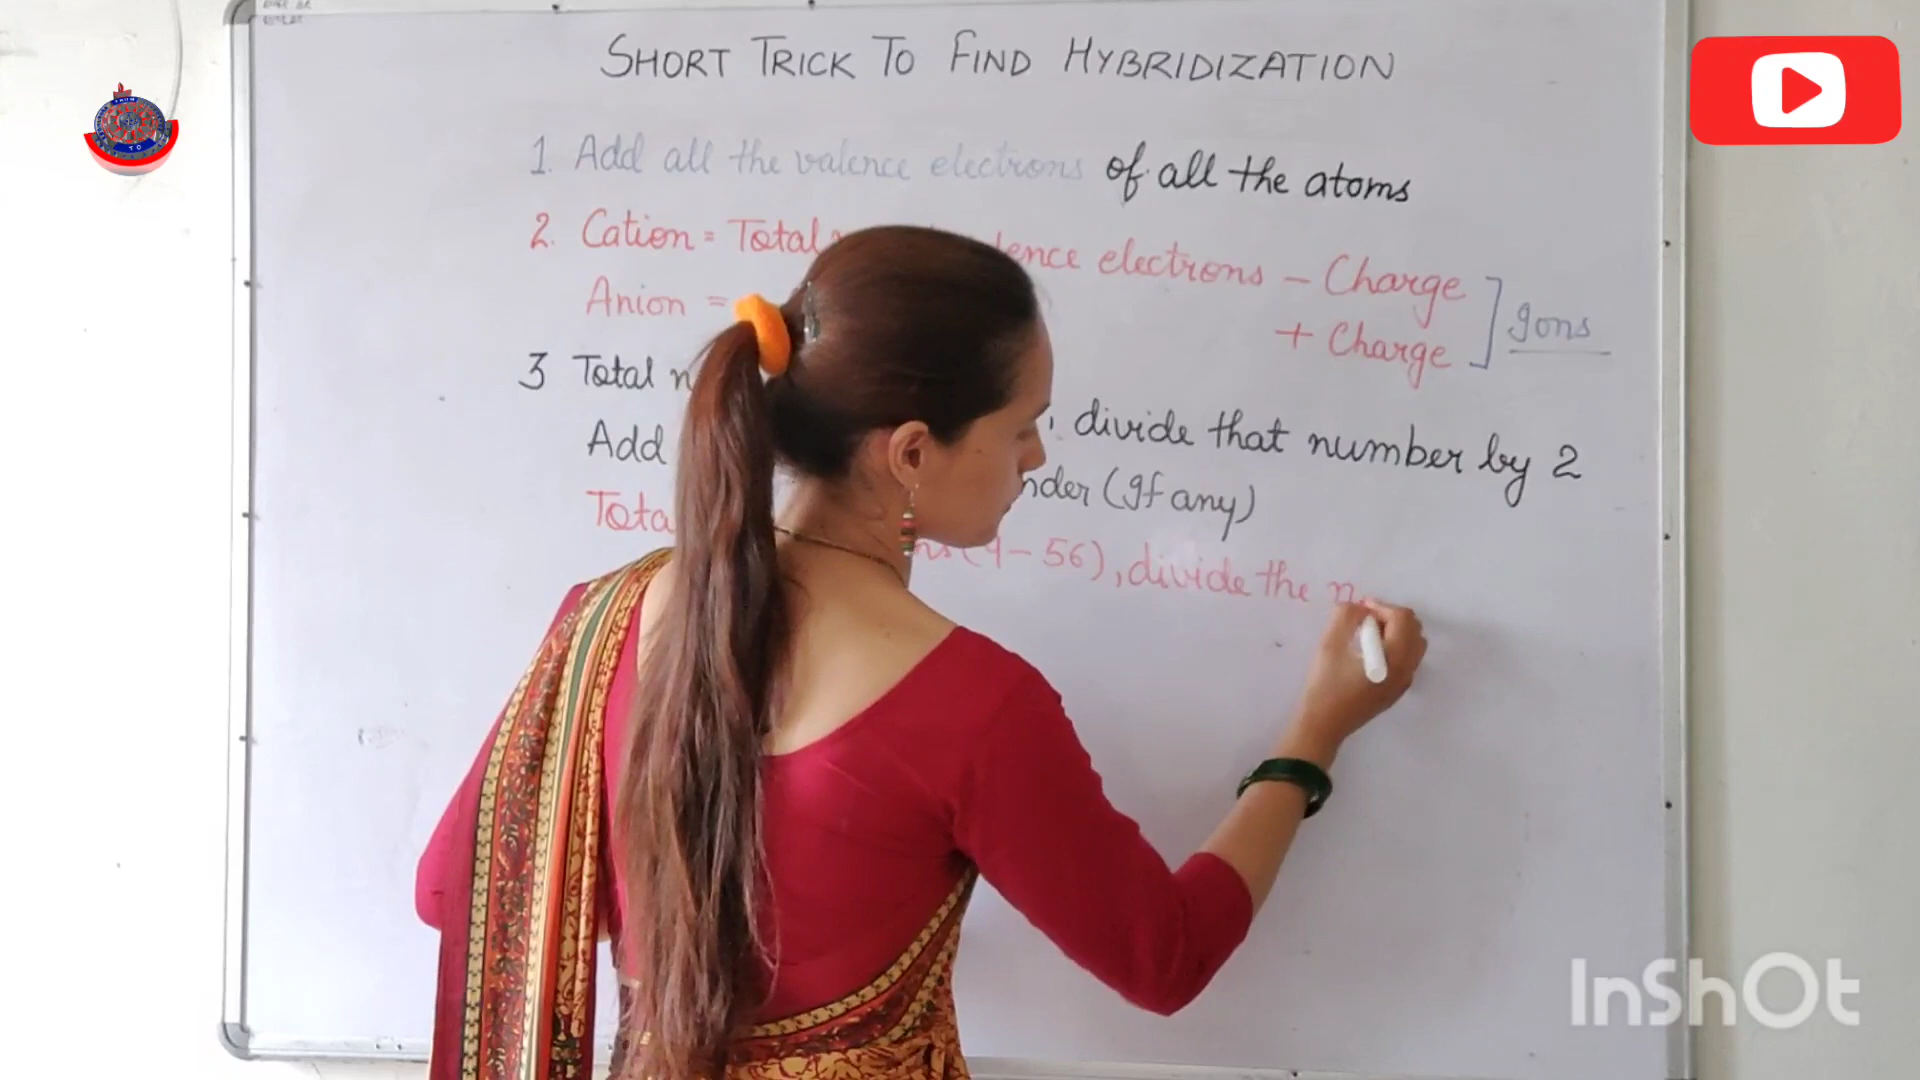 SHORT TRICK TO FIND HYBRIDIZATION
1. Add all the valence electrons of all the atoms
2. Cation = Total ence electrons - Charge
Anion = + Charge
Ions
3 Total n , divide that number by 2
Add nder (If any)
Tota (9-56), divide the n
InShOt